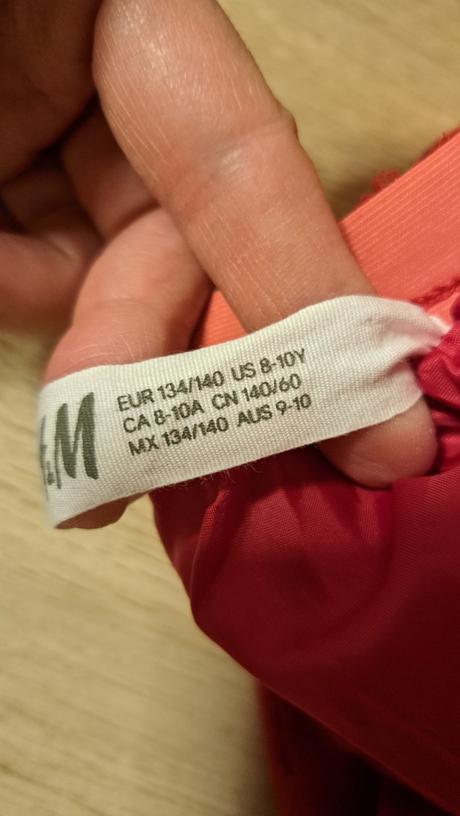 &M
EUR 134/140 US 8-10Y
CA 8-10A CN 140/60
MX 134/140 AUS 9-10